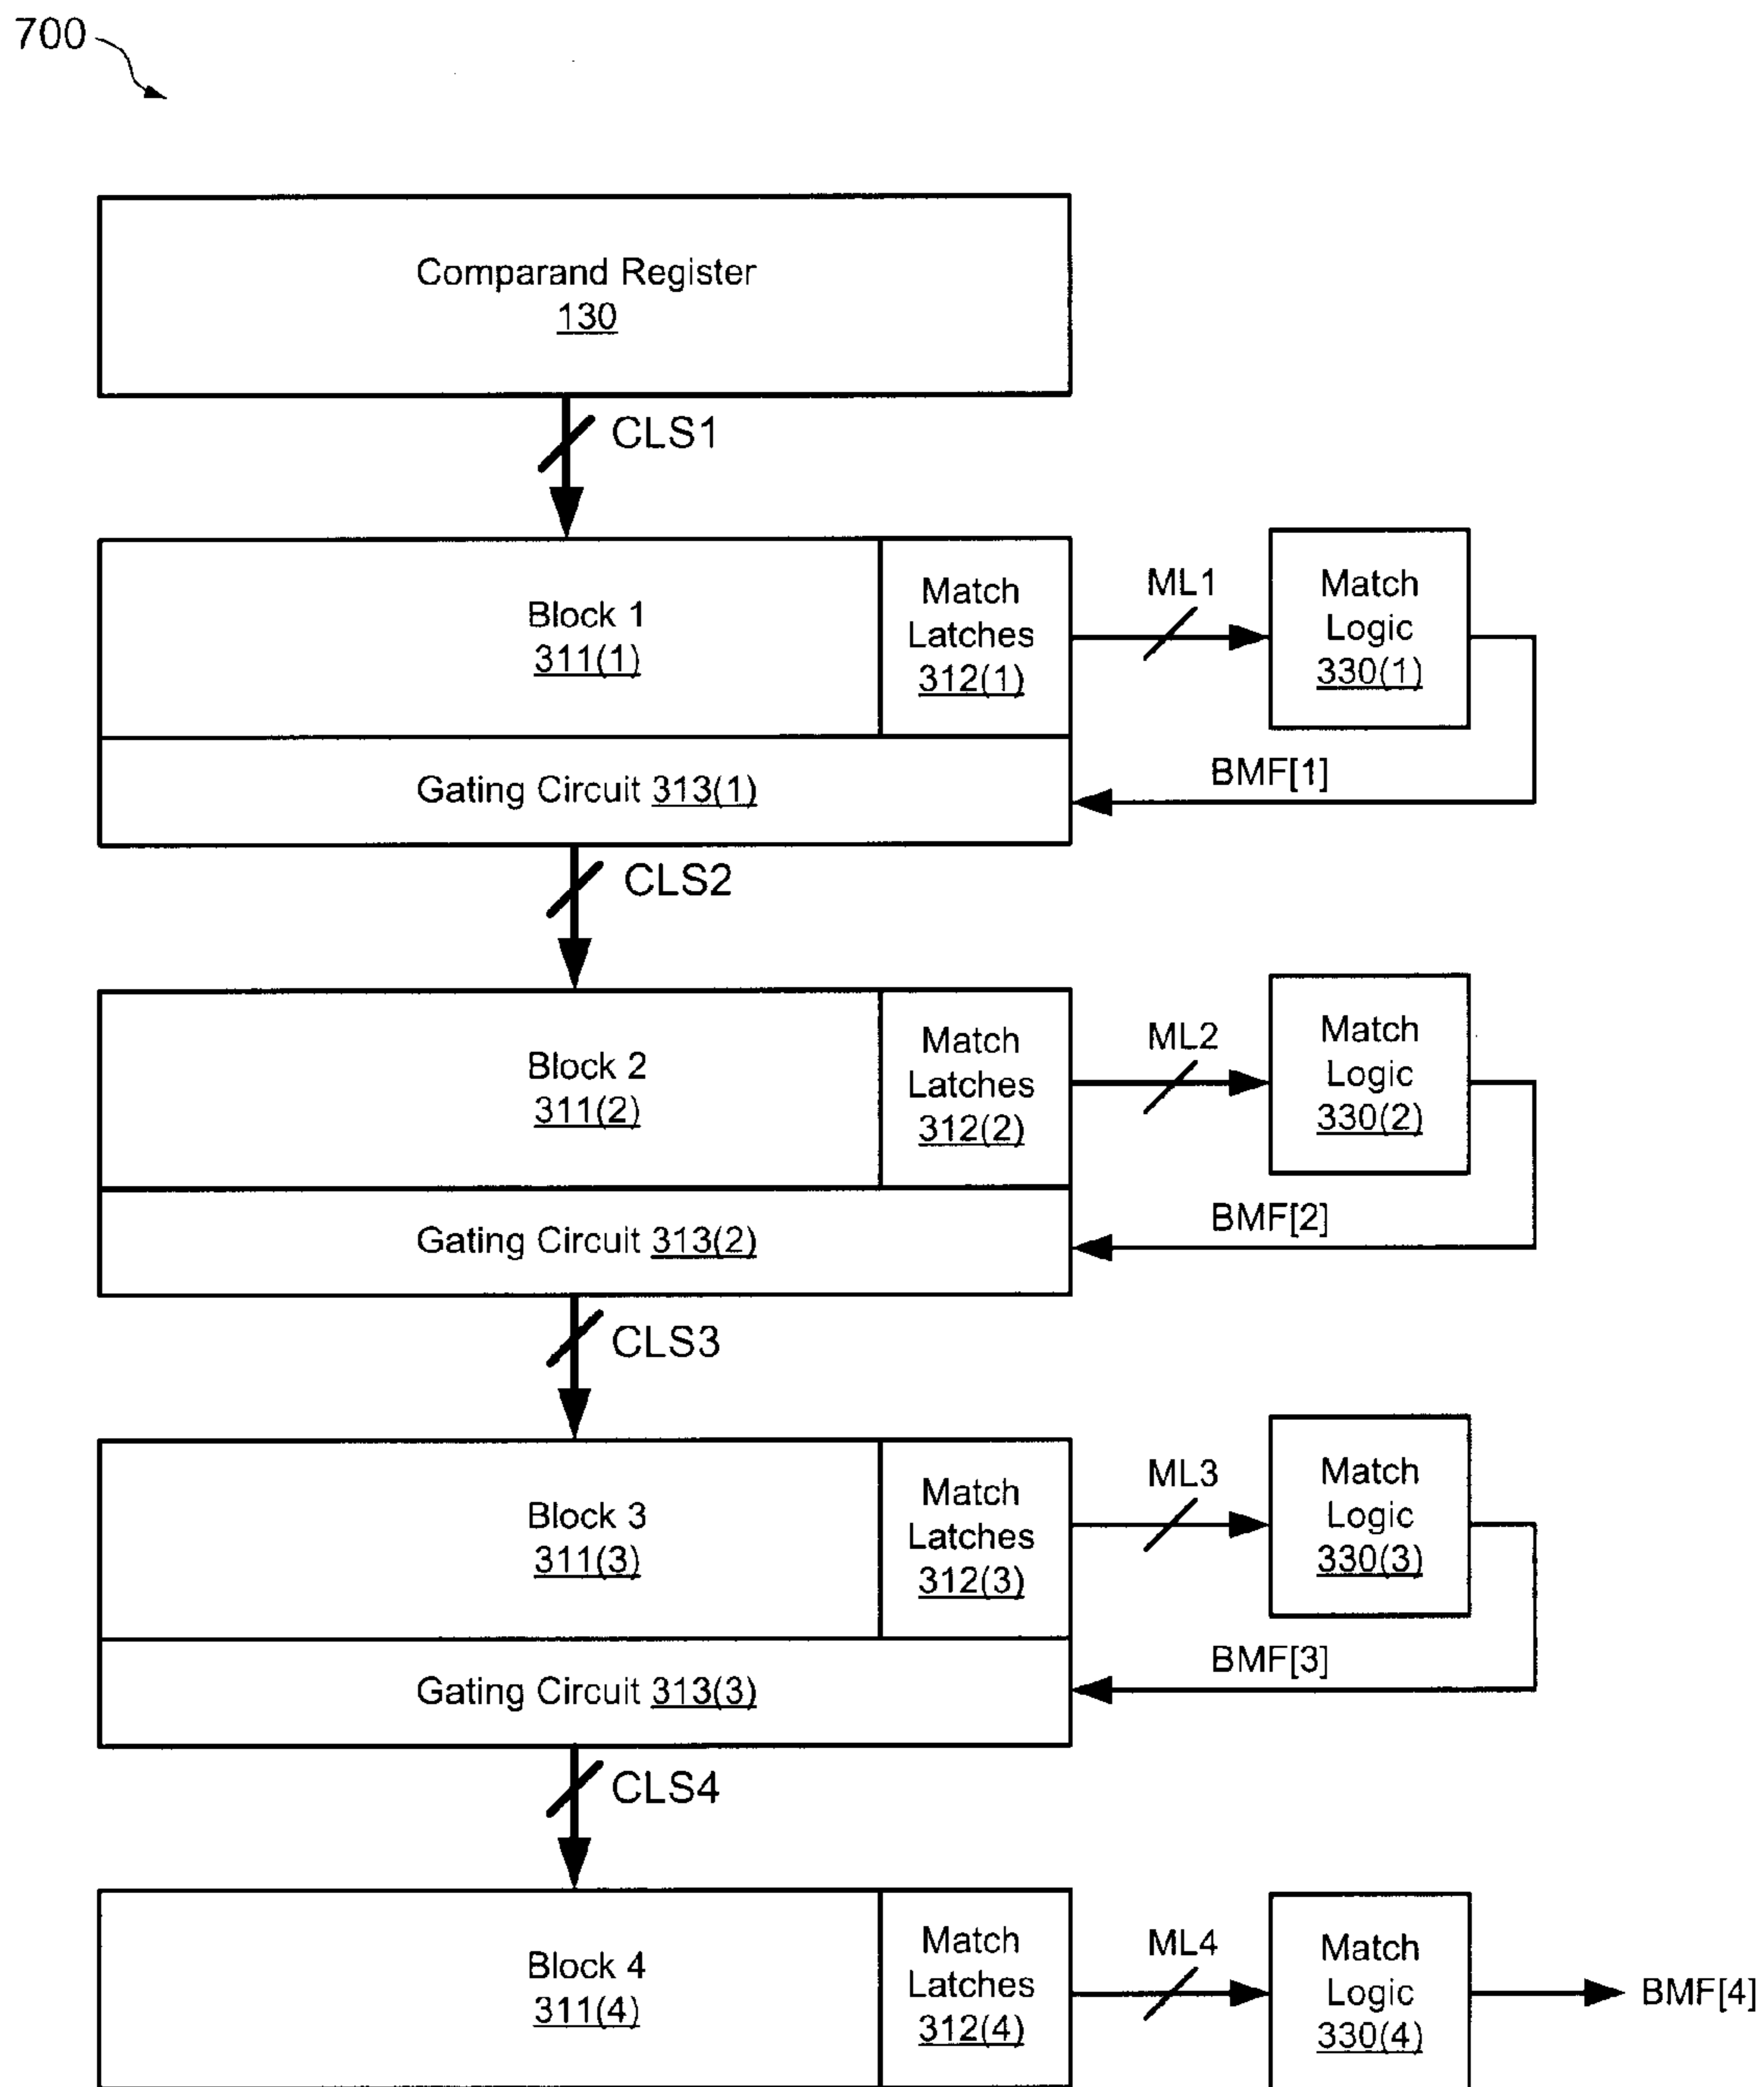 700
Comparand Register
130
CLS1
Block 1
311(1)
Match
Latches
312(1)
ML1
Match
Logic
330(1)
BMF[1]
Gating Circuit 313(1)
CLS2
Block 2
311(2)
Match
Latches
312(2)
ML2
Match
Logic
330(2)
BMF[2]
Gating Circuit 313(2)
CLS3
Block 3
311(3)
Match
Latches
312(3)
ML3
Match
Logic
330(3)
BMF[3]
Gating Circuit 313(3)
CLS4
Block 4
311(4)
Match
Latches
312(4)
ML4
Match
Logic
330(4)
BMF[4]